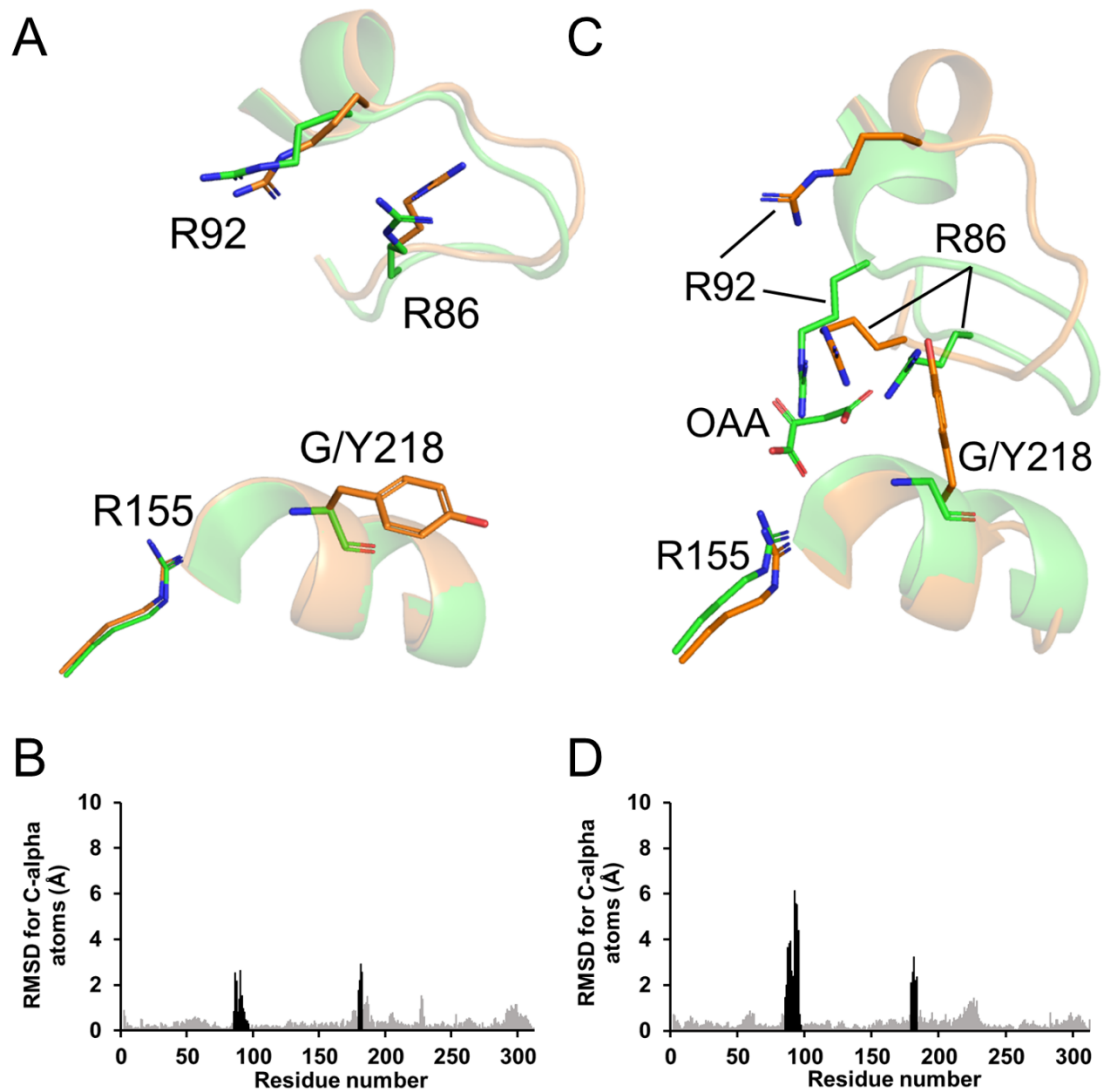 A
R92
R86
G/Y218
R155
C
R86
R92
OAA
G/Y218
R155
B
RMSD for C-alpha
atoms (Å)
10
8
6
4
2
0
0 50 100 150 200 250 300
Residue number
D
RMSD for C-alpha
atoms (Å)
10
8
6
4
2
0
0 50 100 150 200 250 300
Residue number